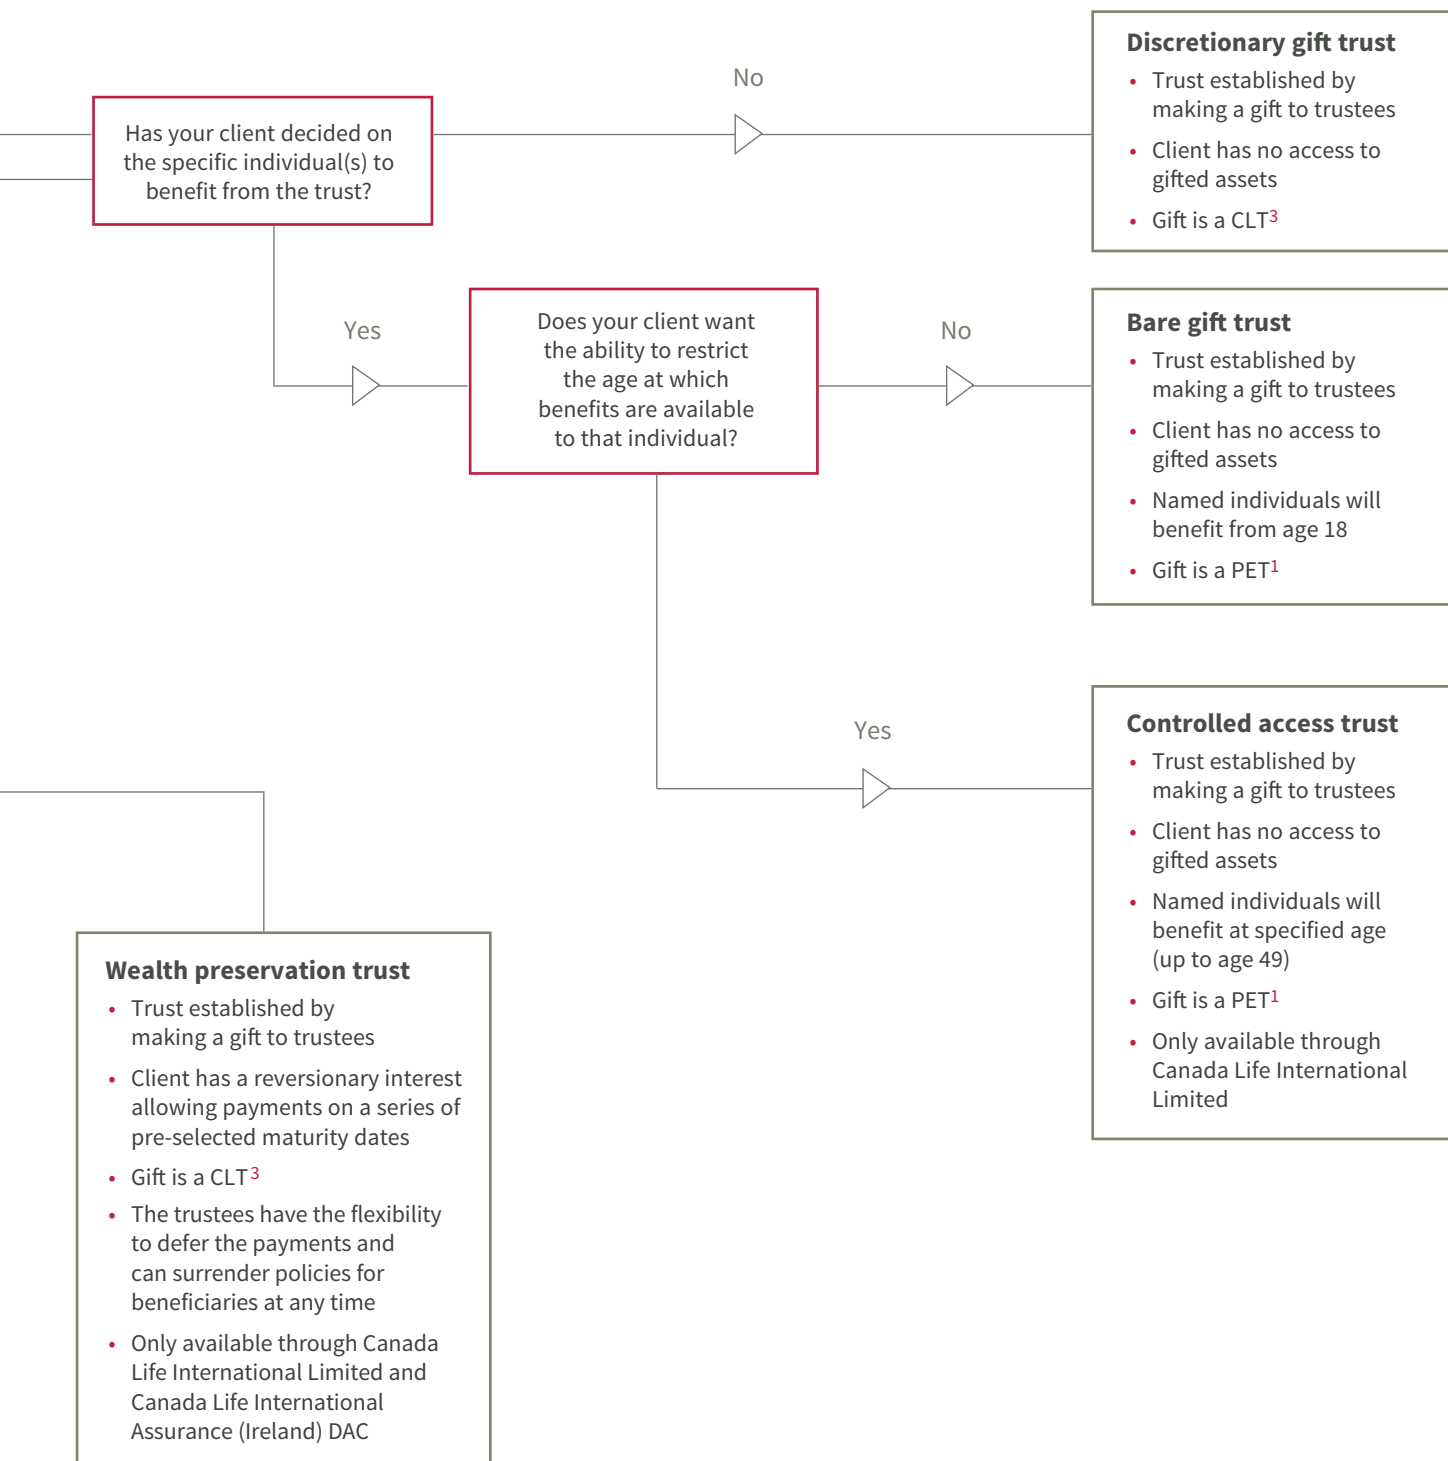 No
Has your client decided on
the specific individual(s) to
benefit from the trust?
Discretionary gift trust
• Trust established by
making a gift to trustees
• Client has no access to
gifted assets
• Gift is a CLT3
Yes
Does your client want
the ability to restrict
the age at which
benefits are available
to that individual?
No
Bare gift trust
• Trust established by
making a gift to trustees
• Client has no access to
gifted assets
• Named individuals will
benefit from age 18
• Gift is a PET1
Yes
Controlled access trust
• Trust established by
making a gift to trustees
• Client has no access to
gifted assets
• Named individuals will
benefit at specified age
(up to age 49)
• Gift is a PET1
• Only available through
Canada Life International
Limited
Wealth preservation trust
• Trust established by
making a gift to trustees
• Client has a reversionary interest
allowing payments on a series of
pre-selected maturity dates
• Gift is a CLT3
• The trustees have the flexibility
to defer the payments and
can surrender policies for
beneficiaries at any time
• Only available through Canada
Life International Limited and
Canada Life International
Assurance (Ireland) DAC